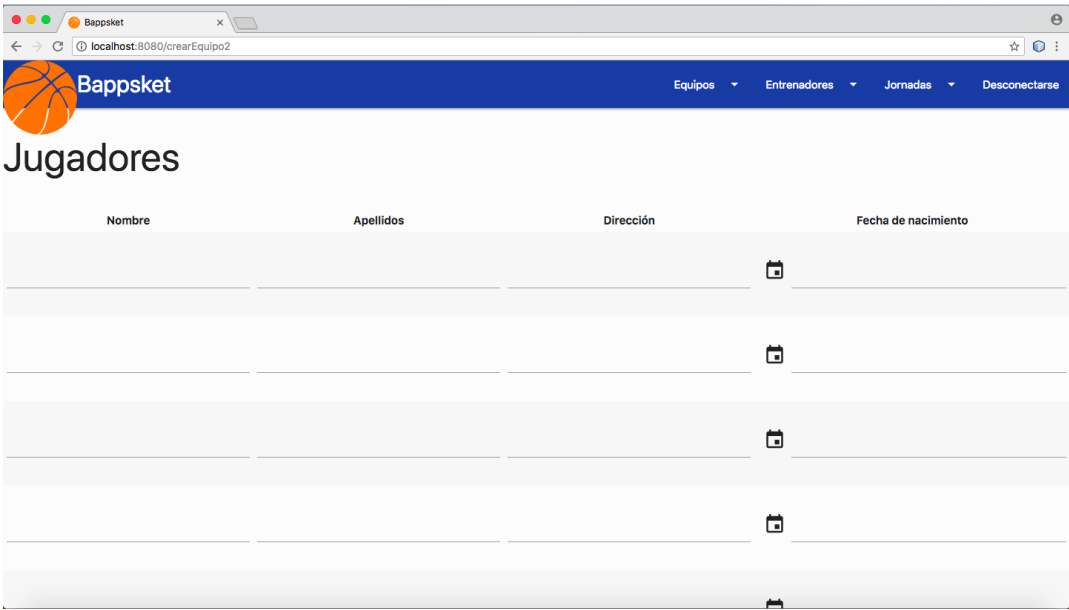 Bappsket
localhost:8080/crearEquipo2
Bappsket Equipos Entrenadores Jornadas Desconectarse
Jugadores
Nombre Apellidos Dirección Fecha de nacimiento